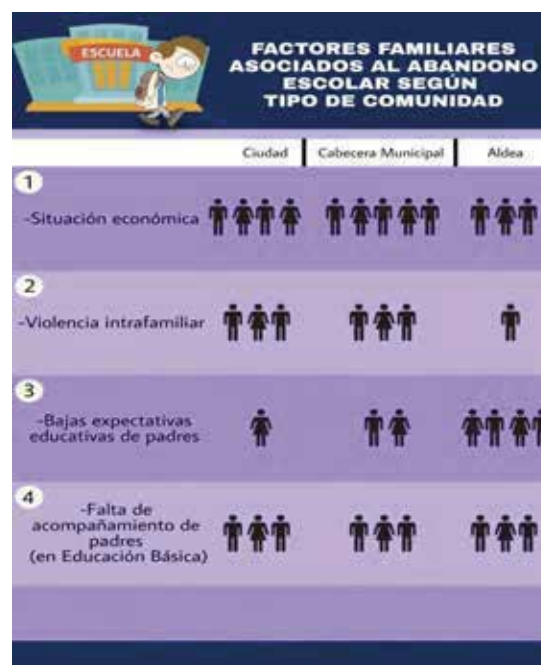 ESCUELA
FACTORES FAMILIARES
ASOCIADOS AL ABANDONO
ESCOLAR SEGÚN
TIPO DE COMUNIDAD
Ciudad Cabecera Municipal Aldea
1
-Situación económica
2
-Violencia intrafamiliar
3
-Bajas expectativas
educativas de padres
4
-Falta de
acompañamiento de
padres
(en Educación Básica)